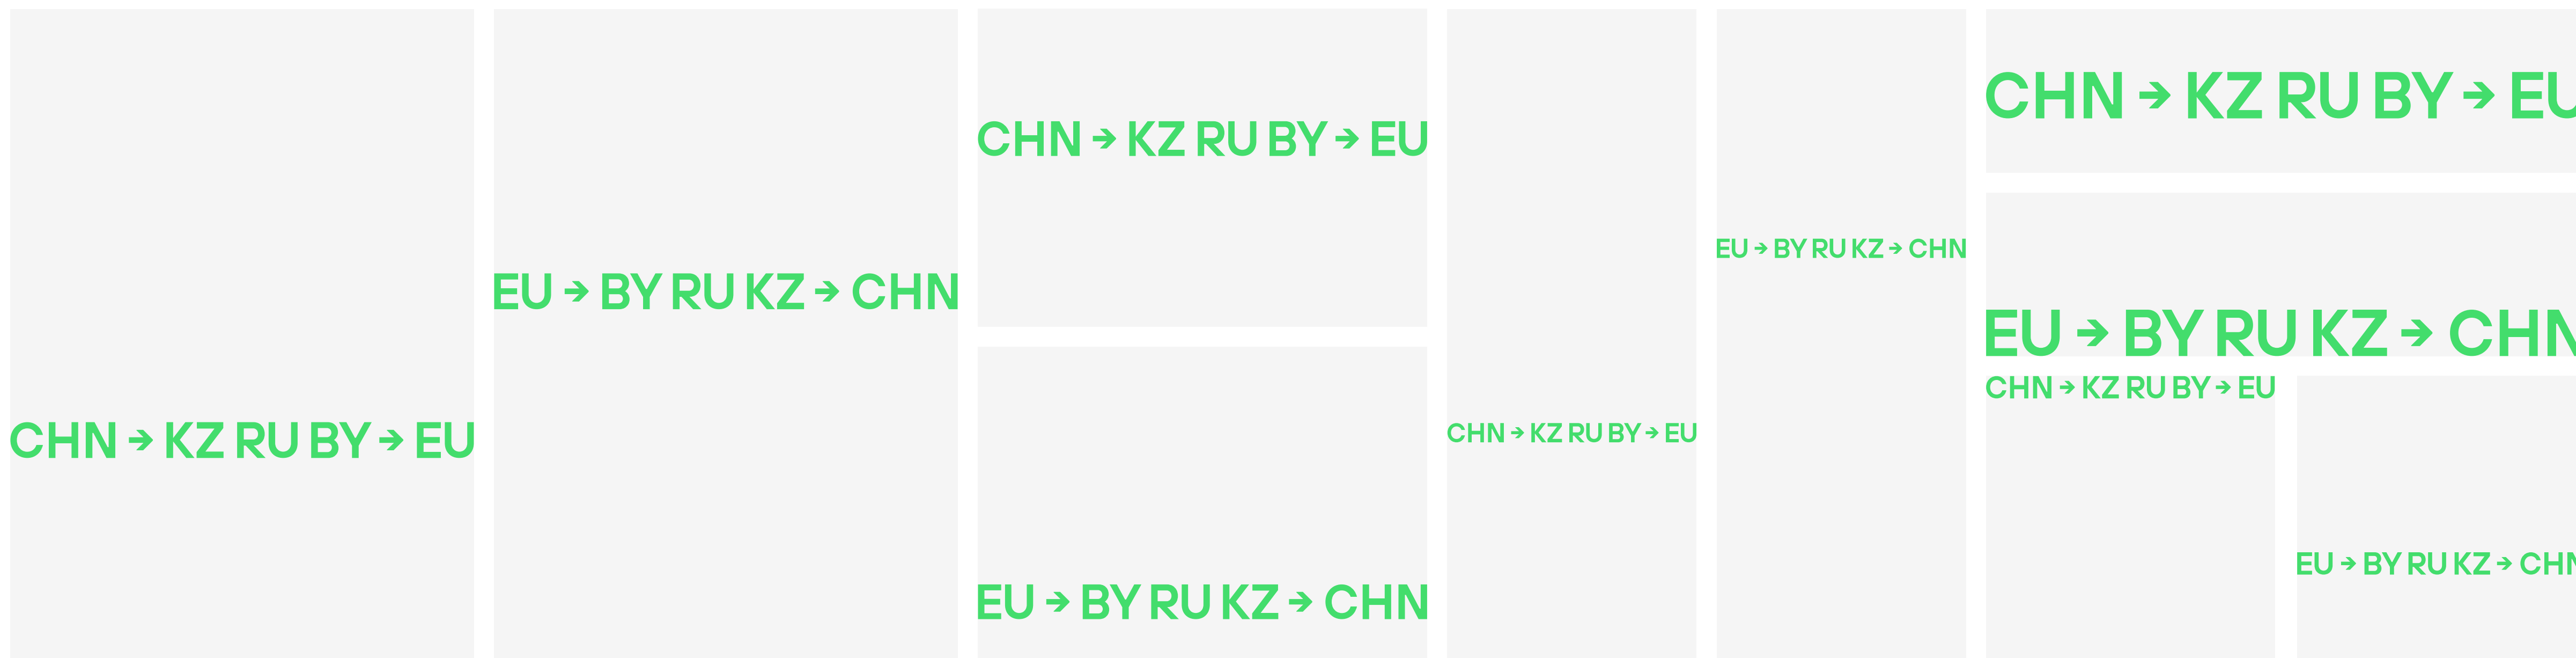 CHN → KZ RU BY → EU
EU → BY RU KZ → CHN
CHN → KZ RU BY → EU
EU → BY RU KZ → CHN
CHN → KZ RU BY → EU
EU → BY RU KZ → CHN
CHN → KZ RU BY → EU
EU → BY RU KZ → CHN
CHN → KZ RU BY → EU
EU → BY RU KZ → CHN